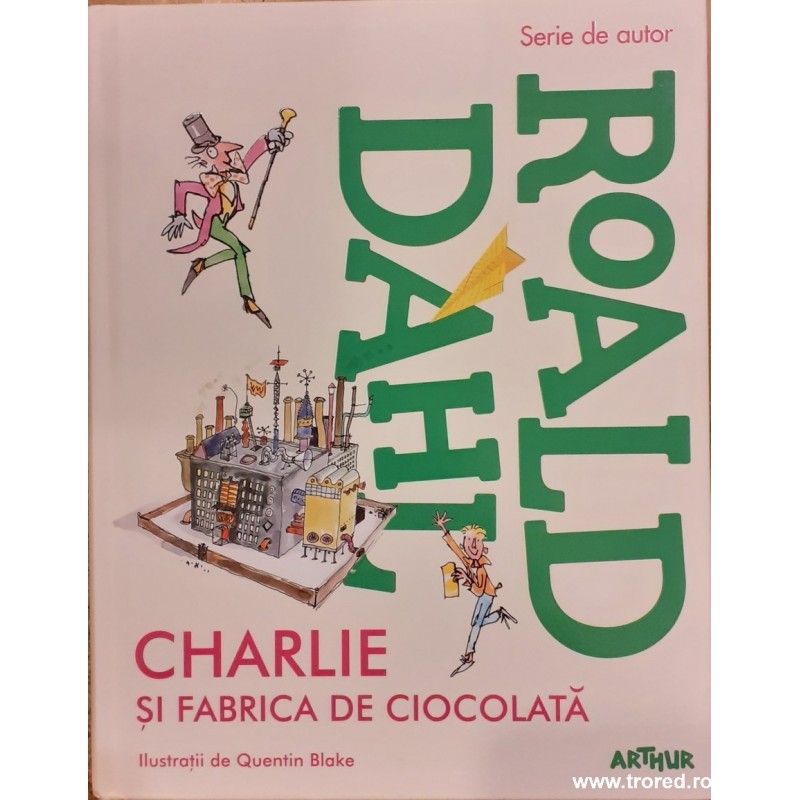 Serie de autor
ROALD
DAHL
CHARLIE
ȘI FABRICA DE CIOCOLATĂ
Ilustrații de Quentin Blake
ARTHUR
www.trored.ro